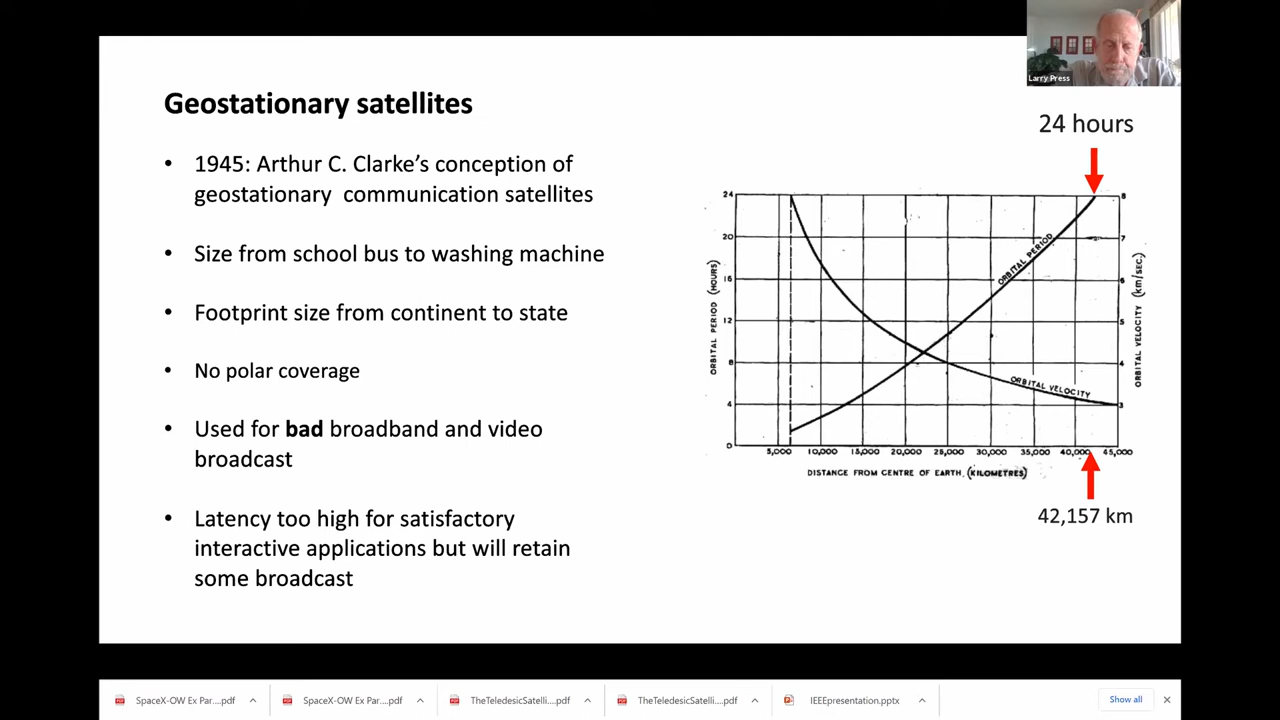 Larry Press
Geostationary satellites
• 1945: Arthur C. Clarke’s conception of
geostationary communication satellites
• Size from school bus to washing machine
• Footprint size from continent to state
• No polar coverage
• Used for bad broadband and video
broadcast
• Latency too high for satisfactory
interactive applications but will retain
some broadcast
24 hours
24
20
16
12
8
4
0
ORBITAL PERIOD (HOURS)
ORBITAL PERIOD
ORBITAL VELOCITY
8
7
6
5
4
3
ORBITAL VELOCITY (KM/SEC.)
5,000 10,000 15,000 20,000 25,000 30,000 35,000 40,000 45,000
DISTANCE FROM CENTRE OF EARTH, (KILOMETRES)
42,157 km
SpaceX-OW Ex Par....pdf
SpaceX-OW Ex Par....pdf
TheTeledesicSatelli....pdf
TheTeledesicSatelli....pdf
IEEEpresentation.pptx
Show all